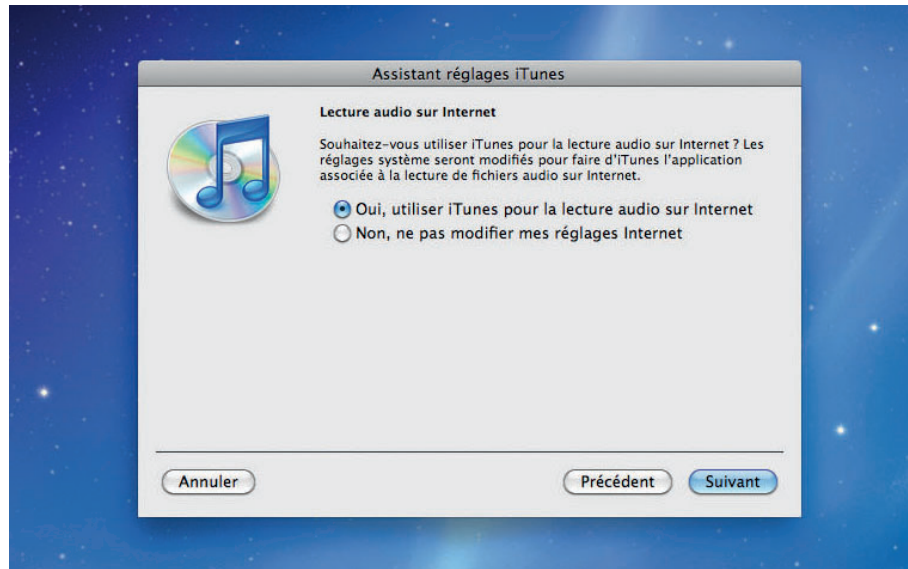 Assistant réglages iTunes
Lecture audio sur Internet
Souhaitez-vous utiliser iTunes pour la lecture audio sur Internet ? Les
réglages système seront modifiés pour faire d'iTunes l'application
associée à la lecture de fichiers audio sur Internet.
Oui, utiliser iTunes pour la lecture audio sur Internet
Non, ne pas modifier mes réglages Internet
Annuler Précédent Suivant